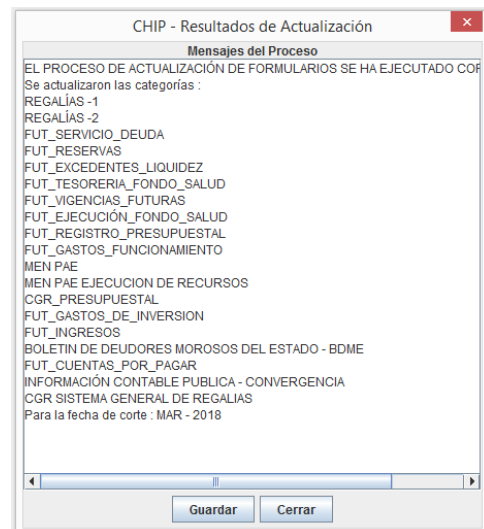 CHIP - Resultados de Actualización
Mensajes del Proceso
EL PROCESO DE ACTUALIZACIÓN DE FORMULARIOS SE HA EJECUTADO
Se actualizaron las categorías :
REGALÍAS -1
REGALÍAS -2
FUT_SERVICIO_DEUDA
FUT_RESERVAS
FUT_EXCEDENTES_LIQUIDEZ
FUT_TESORERIA_FONDO_SALUD
FUT_VIGENCIAS_FUTURAS
FUT_EJECUCIÓN_FONDO_SALUD
FUT_REGISTRO_PRESUPUESTAL
FUT_GASTOS_FUNCIONAMIENTO
MEN PAE
MEN PAE EJECUCION DE RECURSOS
CGR_PRESUPUESTAL
FUT_GASTOS_DE_INVERSION
FUT_INGRESOS
BOLETIN DE DEUDORES MOROSOS DEL ESTADO - BDME
FUT_CUENTAS_POR_PAGAR
INFORMACIÓN CONTABLE PUBLICA - CONVERGENCIA
CGR SISTEMA GENERAL DE REGALIAS
Para la fecha de corte : MAR - 2018
Guardar
Cerrar